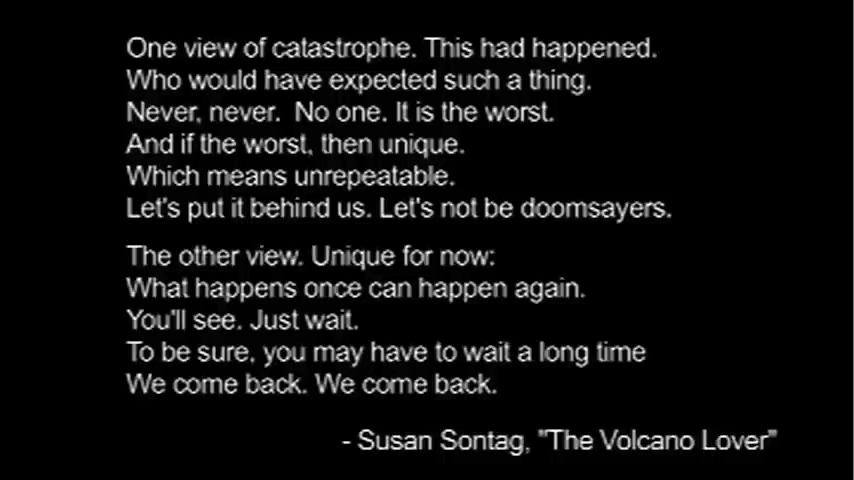 One view of catastrophe. This had happened.
Who would have expected such a thing.
Never, never.  No one. It is the worst.
And if the worst, then unique.
Which means unrepeatable.
Let's put it behind us. Let's not be doomsayers.
The other view. Unique for now:
What happens once can happen again.
You'll see. Just wait.
To be sure, you may have to wait a long time
We come back. We come back.
- Susan Sontag, "The Volcano Lover"